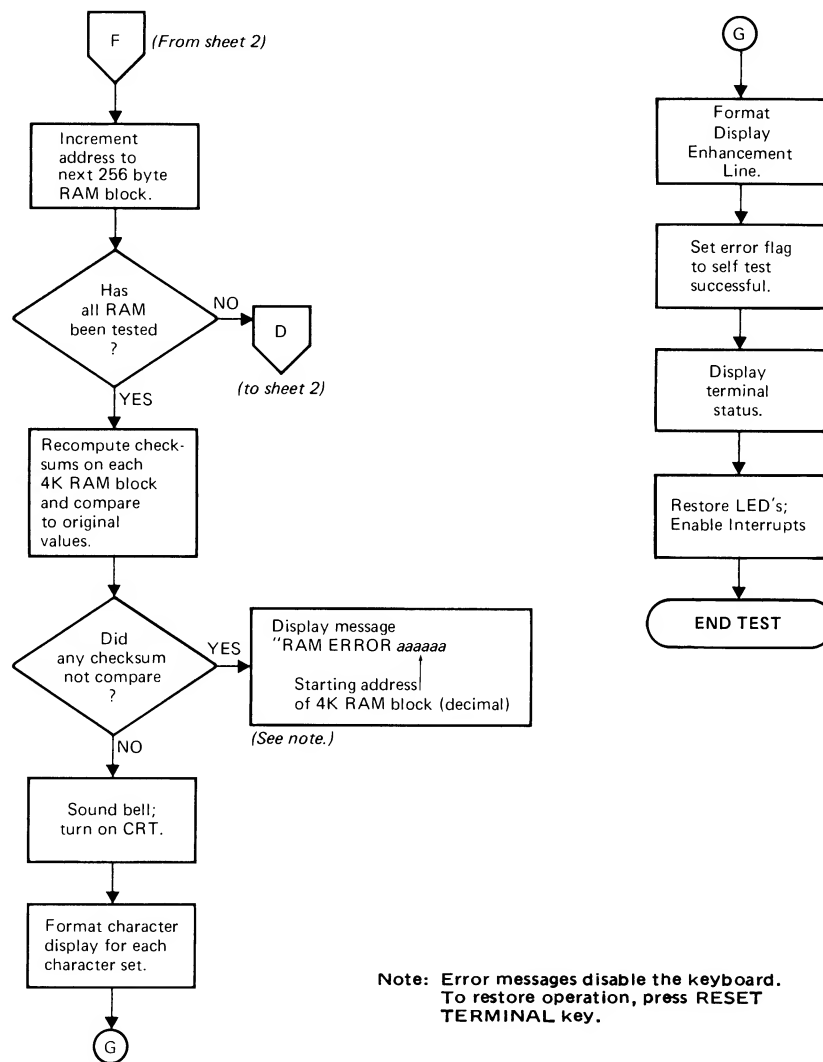 F
(From sheet 2)
Increment
address to
next 256 byte
RAM block.
Has
all RAM
been tested
?
NO
D
(to sheet 2)
YES
Recompute check-
sums on each
4K RAM block
and compare
to original
values.
Did
any checksum
not compare
?
YES
Display message
"RAM ERROR aaaaaa
Starting address
of 4K RAM block (decimal)
(See note.)
NO
Sound bell;
turn on CRT.
Format character
display for each
character set.
G
G
Format
Display
Enhancement
Line.
Set error flag
to self test
successful.
Display
terminal
status.
Restore LED's;
Enable Interrupts
END TEST
Note: Error messages disable the keyboard.
To restore operation, press RESET
TERMINAL key.